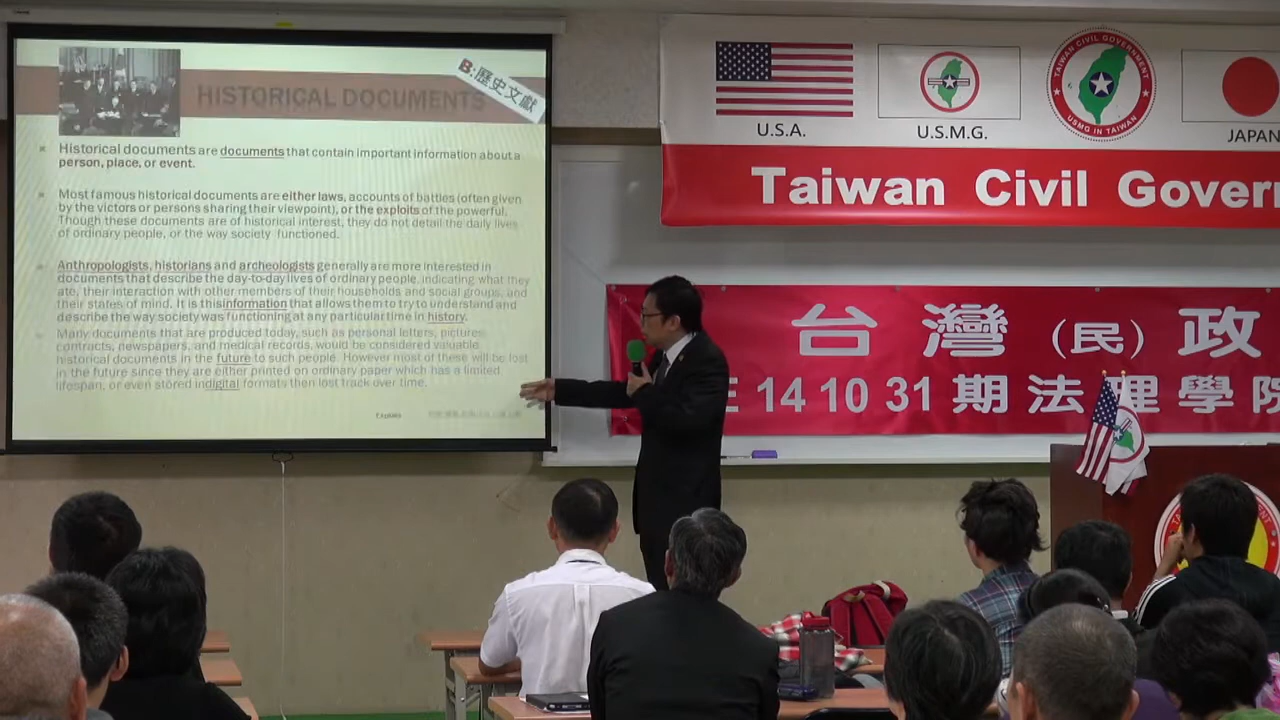 B.歷史文獻
HISTORICAL DOCUMENTS
Historical documents are documents that contain important information about a
person, place, or event.
Most famous historical documents are either laws, accounts of battles (often given
by the victors or persons sharing their viewpoint), or the exploits of the powerful.
Though these documents are of historical interest, they do not detail the daily lives
of ordinary people, or the way society functioned.
Anthropologists, historians and archeologists generally are more interested in
documents that describe the day-to-day lives of ordinary people, indicating what they
ate, their interaction with other members of their households and social groups, and
their states of mind. It is this information that allows them to try to understand and
describe the way society was functioning at any particular time in history.
Many documents that are produced today, such as personal letters, pictures,
contracts, newspapers, and medical records, would be considered valuable
historical documents in the future to such people. However most of these will be lost
in the future since they are either printed on ordinary paper which has a limited
lifespan, or even stored in digital formats then lost track over time.
TAIWAN CIVIL GOVERNMENT
USMG IN TAIWAN
U.S.A.
U.S.M.G.
JAPAN
Taiwan Civil Govern
台灣（民）政
14 10 31 期法理學院